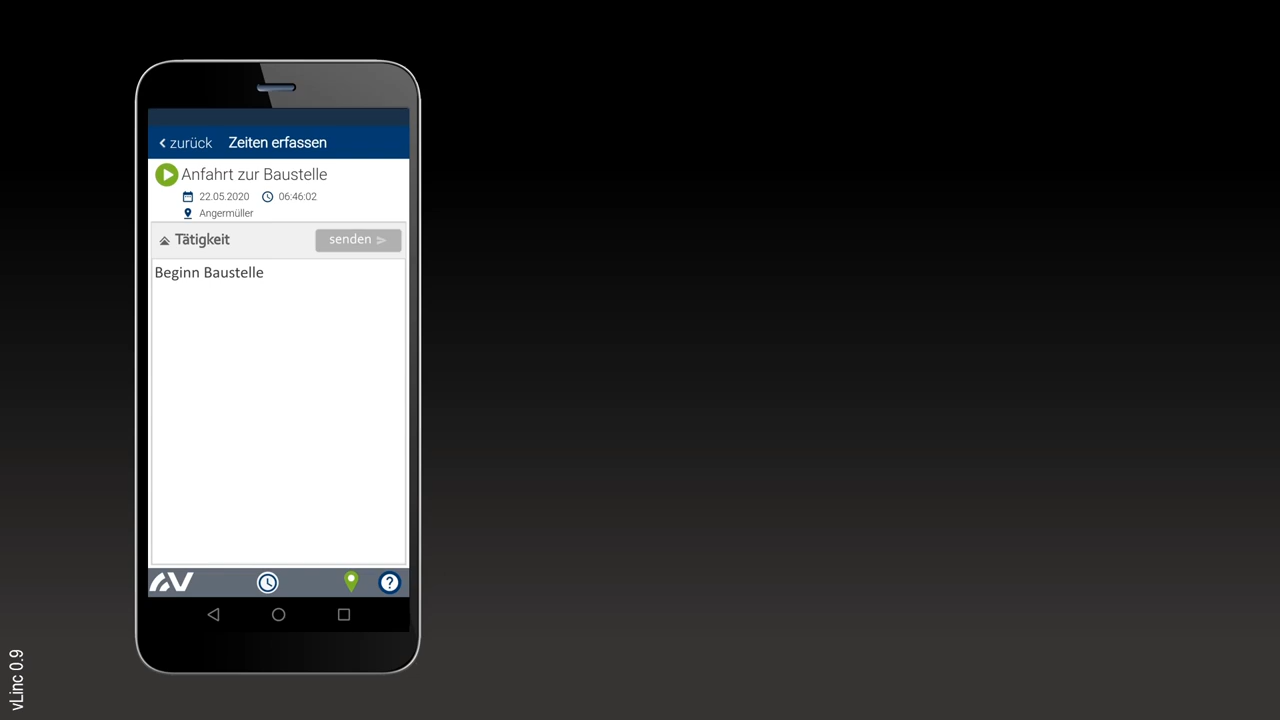 zurück Zeiten erfassen
Anfahrt zur Baustelle
22.05.2020 06:46:02
Angermüller
Tätigkeit senden
Beginn Baustelle
AV ?
vLinc 0.9